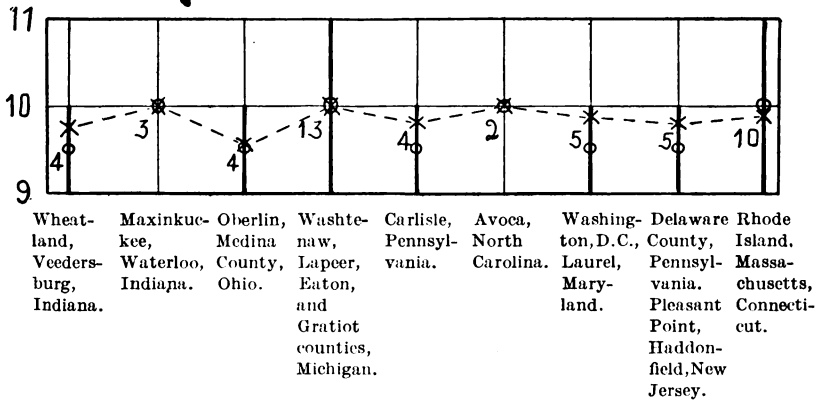 11
10
9
4
3
4
13
4
2
5
5
10
Wheat-
land,
Veeders-
burg,
Indiana.
Maxinkuc-
kee,
Waterloo,
Indiana.
Oberlin,
Medina
County,
Ohio.
Washte-
naw,
Lapeer,
Eaton,
and
Gratiot
counties,
Michigan.
Carlisle,
Pennsyl-
vania.
Avoca,
North
Carolina.
Washing-
ton, D.C.,
Laurel,
Mary-
land.
Delaware
County,
Pennsyl-
vania.
Pleasant
Point,
Haddon-
field, New
Jersey.
Rhode
Island.
Massa-
chusetts,
Connecti-
cut.